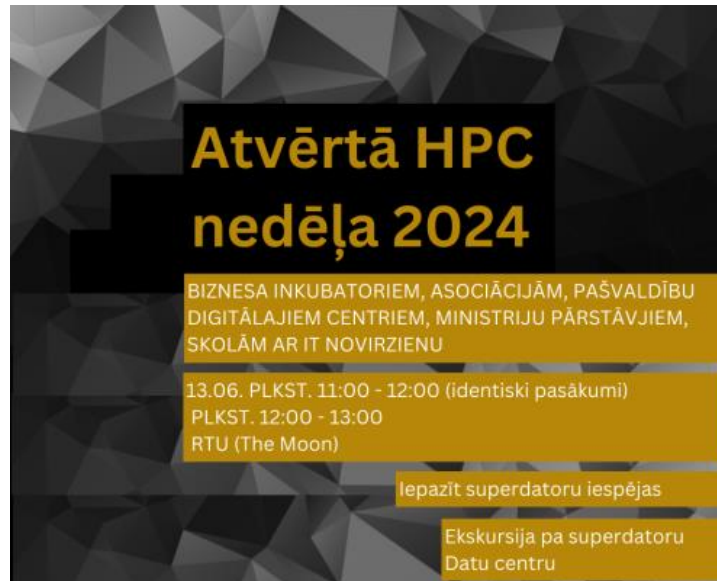 Atvērtā HPC
nedēļa 2024
BIZNESA INKUBATORIEM, ASOCIĀCIJĀM, PAŠVALDĪBU
DIGITĀLAJIEM CENTRIEM, MINISTRIJU PĀRSTĀVJIEM,
SKOLĀM AR IT NOVIRZIENU
13.06. PLKST. 11:00 - 12:00 (identiski pasākumi)
PLKST. 12:00 - 13:00
RTU (The Moon)
Iepazīt superdatoru iespējas
Ekskursija pa superdatoru
Datu centru